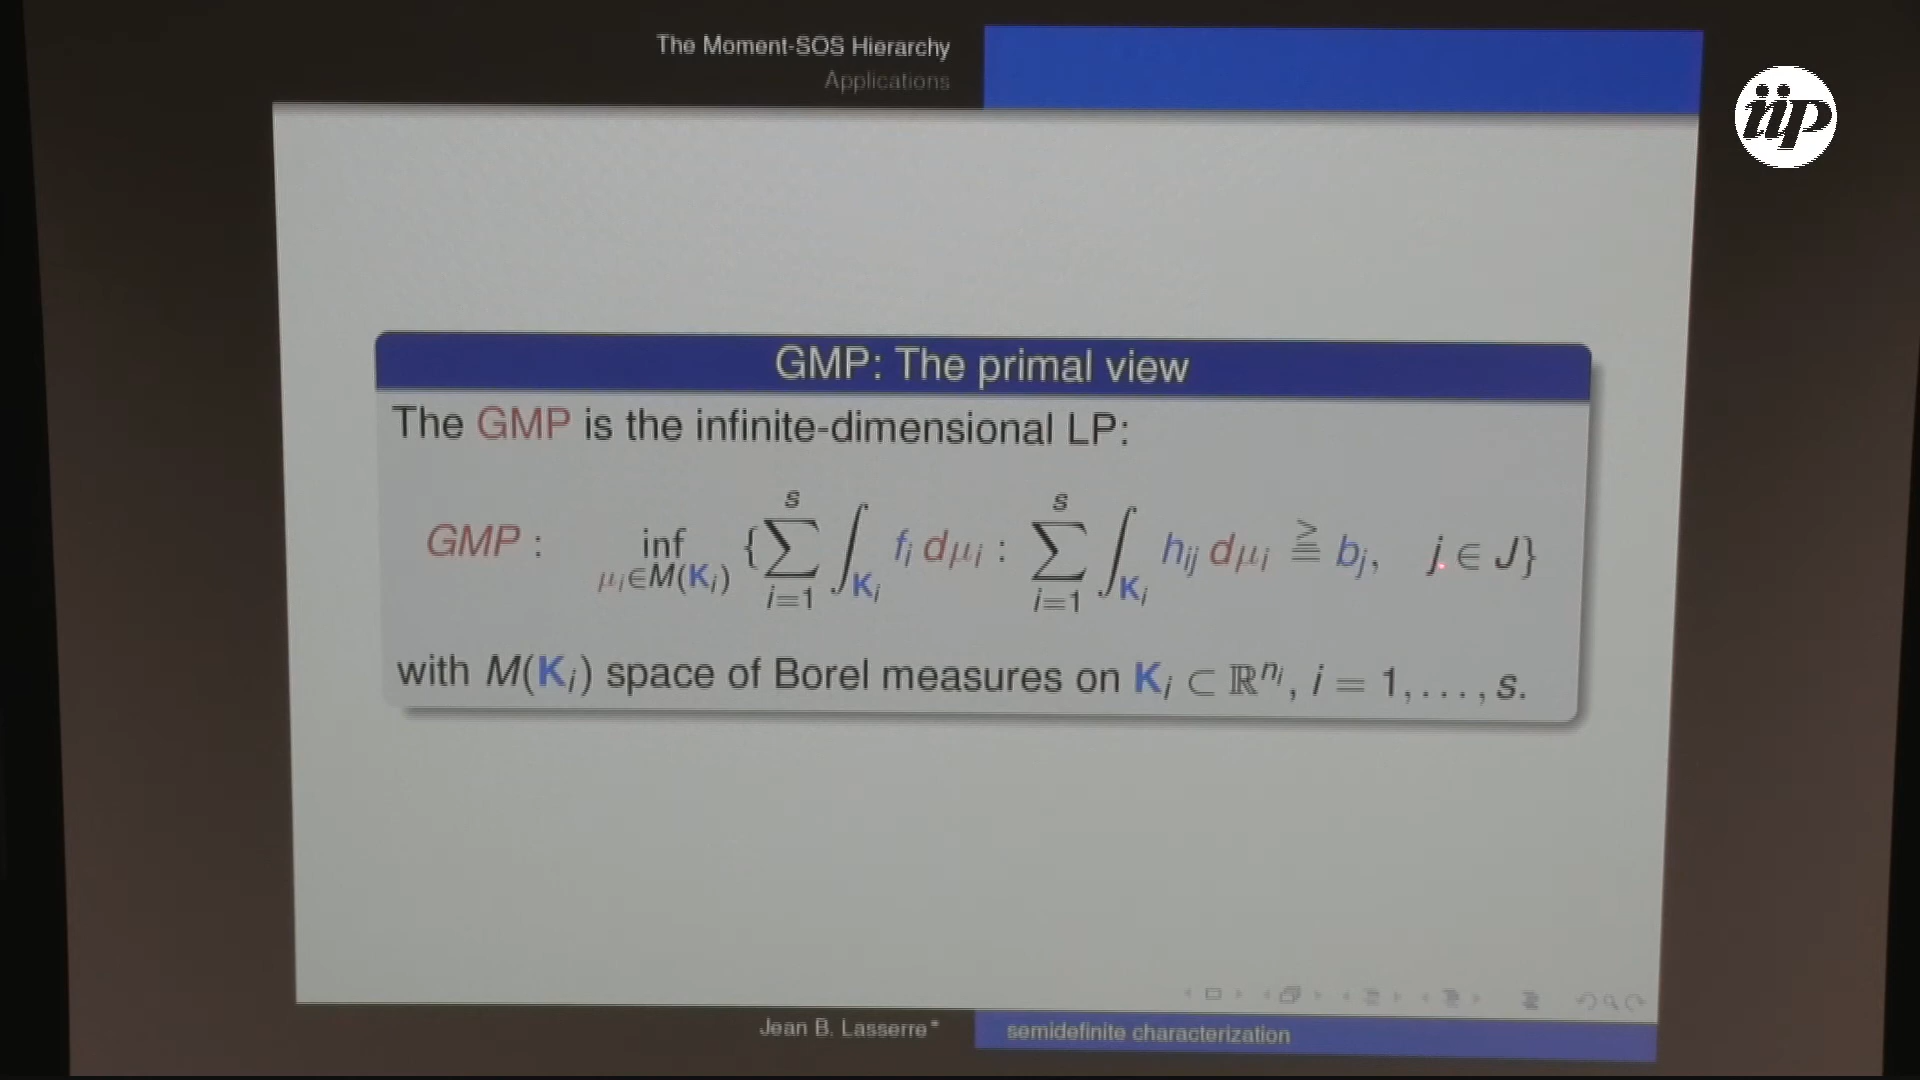 The Moment-SOS Hierarchy
Applications
iip
GMP: The primal view
The GMP is the infinite-dimensional LP:
GMP : inf_{μ_i∈M(K_i)} {∑_{i=1}^{s} ∫_{K_i} f_i dμ_i : ∑_{i=1}^{s} ∫_{K_i} h_{ij} dμ_i ≧ b_j, j ∈ J}
with M(K_i) space of Borel measures on K_i ⊂ ℝ^{n_i}, i = 1, . . . , s.
Jean B. Lasserre*
semidefinite characterization